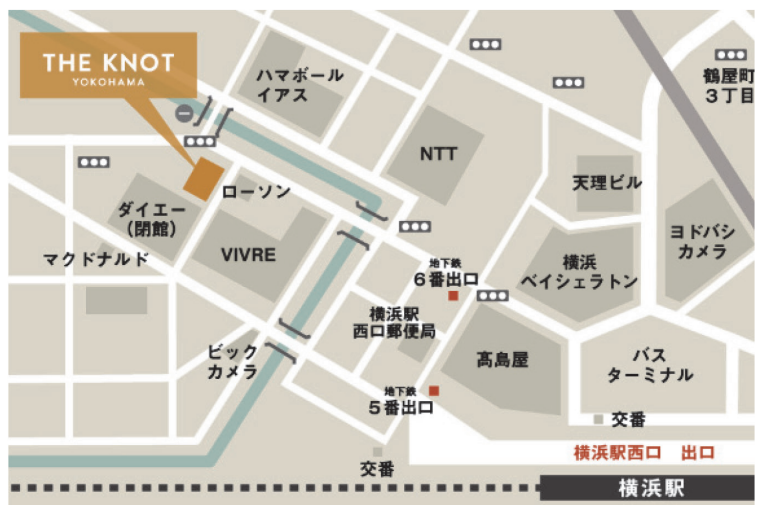 THE KNOT
YOKOHAMA
ハマボール
イアス
鶴屋町
3丁目
NTT
天理ビル
ローソン
ダイエー
(閉館)
VIVRE
マクドナルド
ヨドバシ
カメラ
横浜
ベイシェラトン
地下鉄
6番出口
横浜駅
西口郵便局
ビック
カメラ
髙島屋
バス
ターミナル
地下鉄
5番出口
交番
交番
横浜駅西口 出口
横浜駅